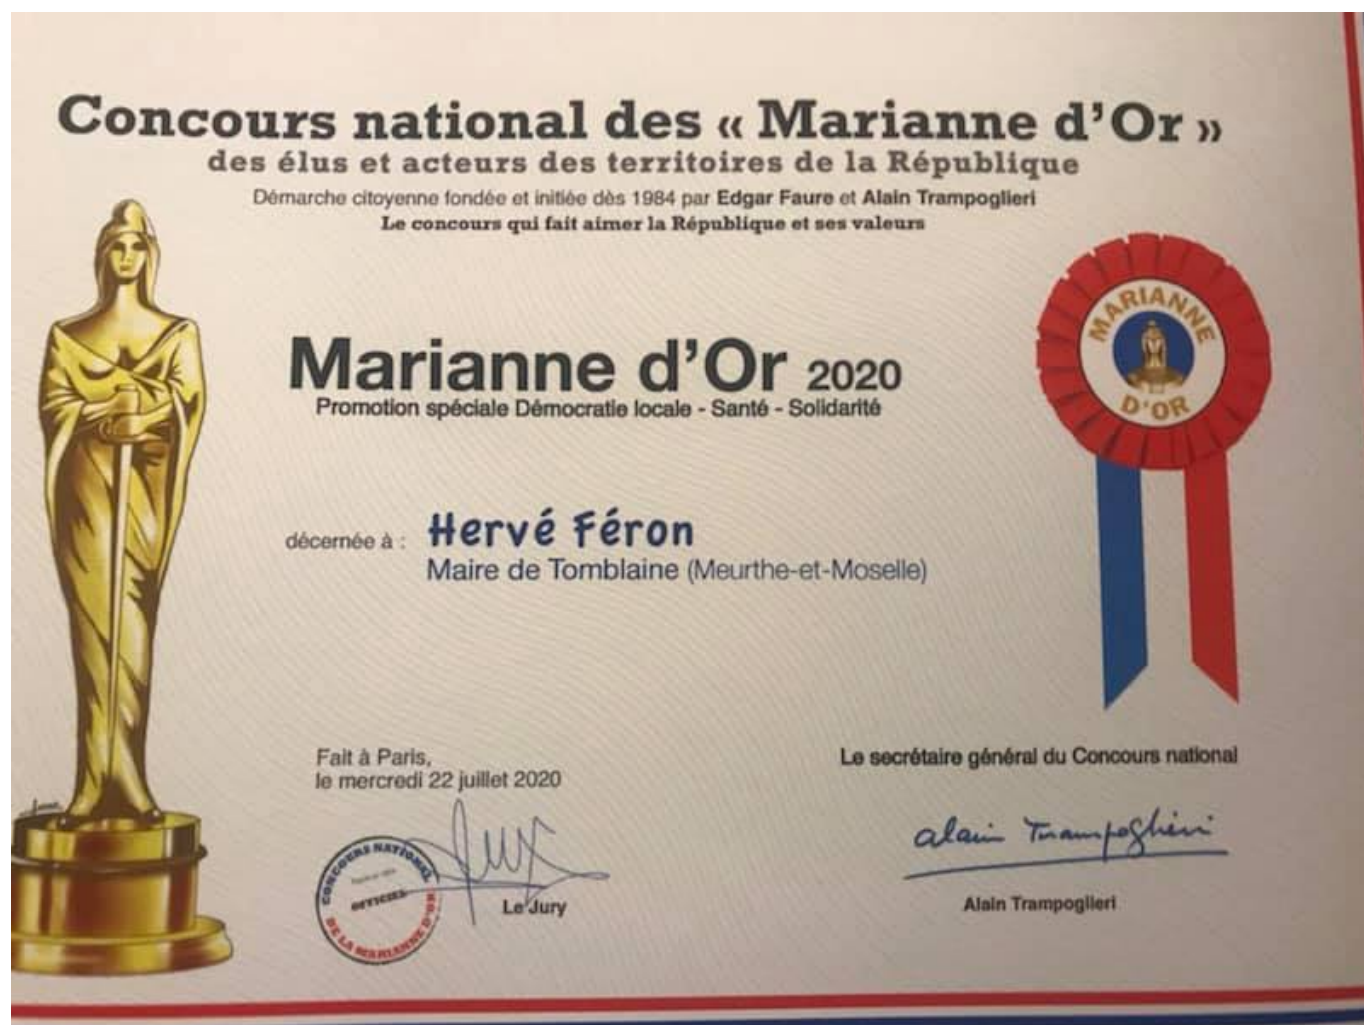 Concours national des « Marianne d'Or »
des élus et acteurs des territoires de la République
Démarche citoyenne fondée et initiée dès 1984 par Edgar Faure et Alain Trampoglieri
Le concours qui fait aimer la République et ses valeurs
MARIANNE
D'OR
Marianne d'Or 2020
Promotion spéciale Démocratie locale - Santé - Solidarité
décernée à : Hervé Féron
Maire de Tomblaine (Meurthe-et-Moselle)
Fait à Paris,
le mercredi 22 juillet 2020
Le secrétaire général du Concours national
CONCOURS NATIONAL
OFFICIEL
DE LA MARIANNE D'OR
Le Jury
alain Trampoglieri
Alain Trampoglieri